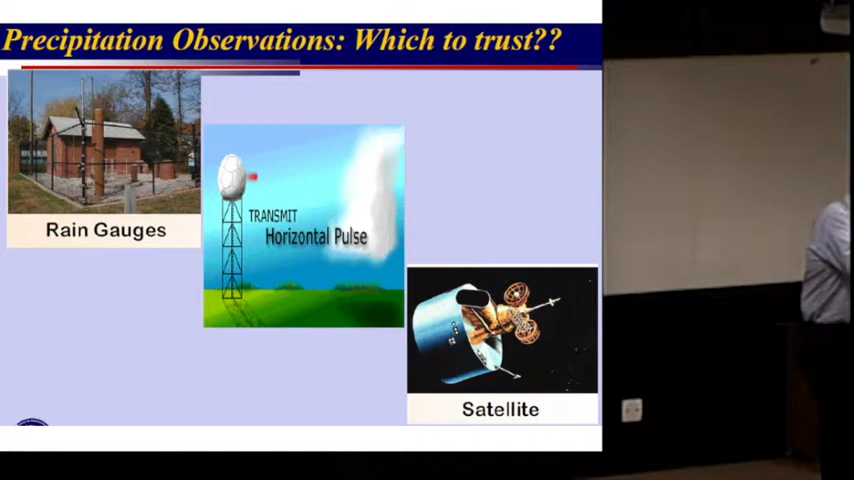 Precipitation Observations: Which to trust??
Rain Gauges
TRANSMIT
Horizontal Pulse
Satellite